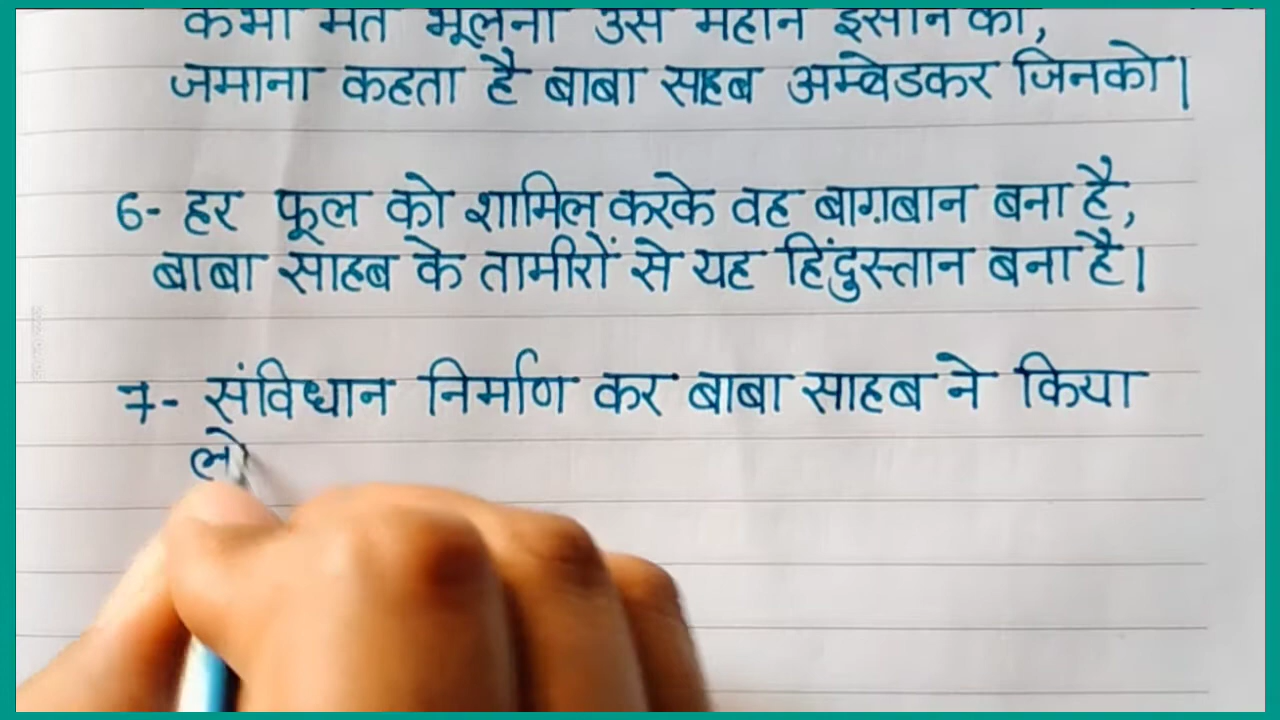 कभी मत भूलना उस महान इंसान को,
जमाना कहता है बाबा साहब अम्बेडकर जिनको।
6- हर फूल को शामिल करके वह बाग़बान बना है,
बाबा साहब के तामीरों से यह हिंदुस्तान बना है।
7- संविधान निर्माण कर बाबा साहब ने किया
लो